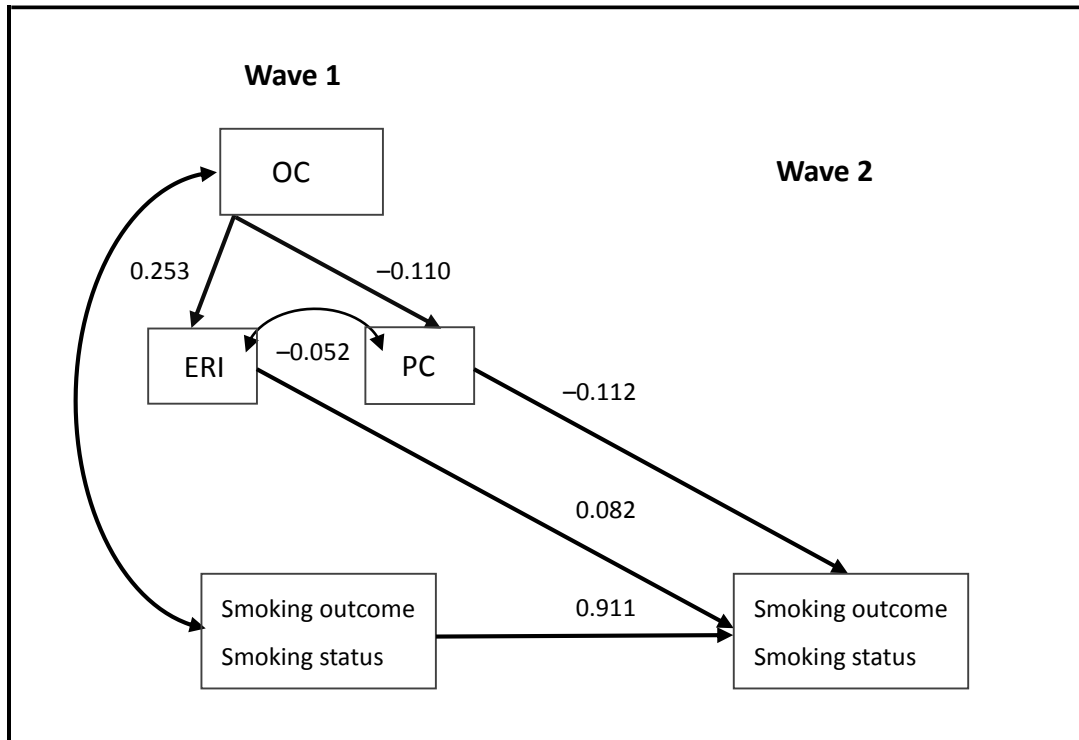 Wave 1
OC
Wave 2
0.253
–0.110
ERI
–0.052
PC
–0.112
0.082
Smoking outcome
Smoking status
0.911
Smoking outcome
Smoking status